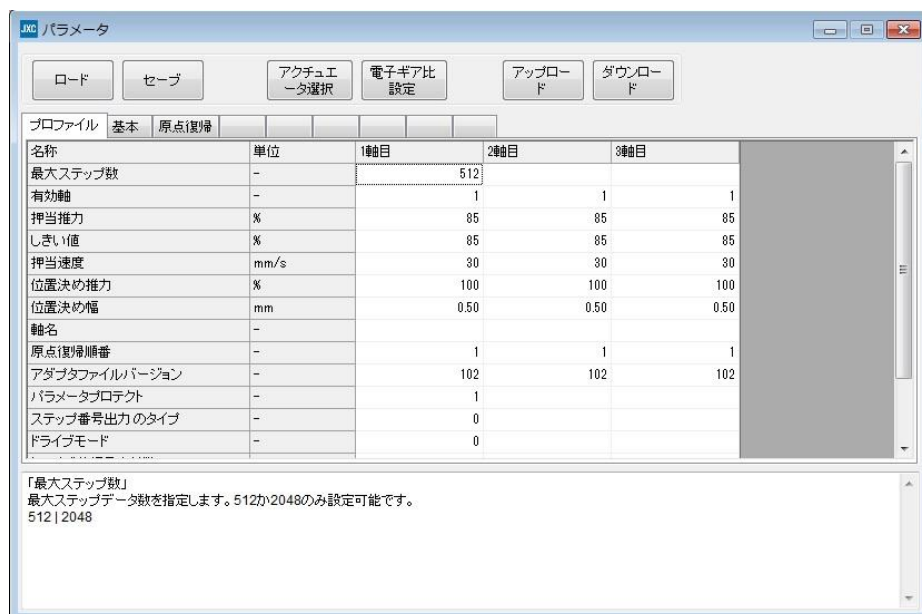 JXC パラメータ
ロード セーブ アクチュエータ選択 電子ギア比設定 アップロード ダウンロード
プロファイル 基本 原点復帰
名称 単位 1軸目 2軸目 3軸目
最大ステップ数 - 512
有効軸 - 1 1 1
押当推力 % 85 85 85
しきい値 % 85 85 85
押当速度 mm/s 30 30 30
位置決め推力 % 100 100 100
位置決め幅 mm 0.50 0.50 0.50
軸名 -
原点復帰順番 - 1 1 1
アダプタファイルバージョン - 102 102 102
パラメータプロテクト - 1
ステップ番号出力のタイプ - 0
ドライブモード - 0
「最大ステップ数」
最大ステップデータ数を指定します。512か2048のみ設定可能です。
512 | 2048